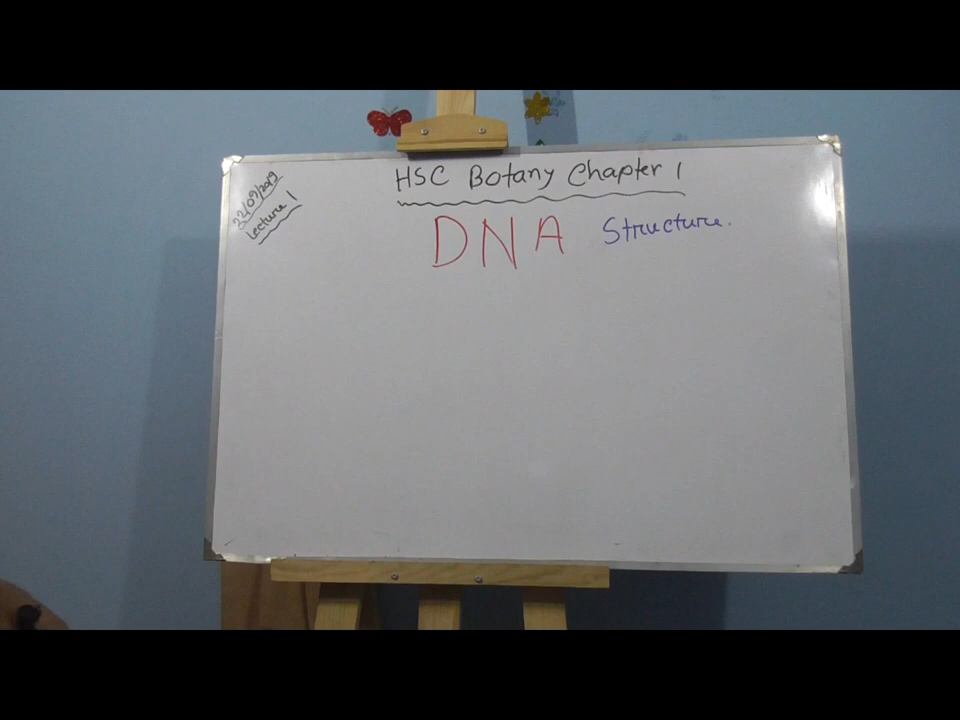 22/09/2019
Lecture 1
HSC Botany Chapter 1
DNA Structure.